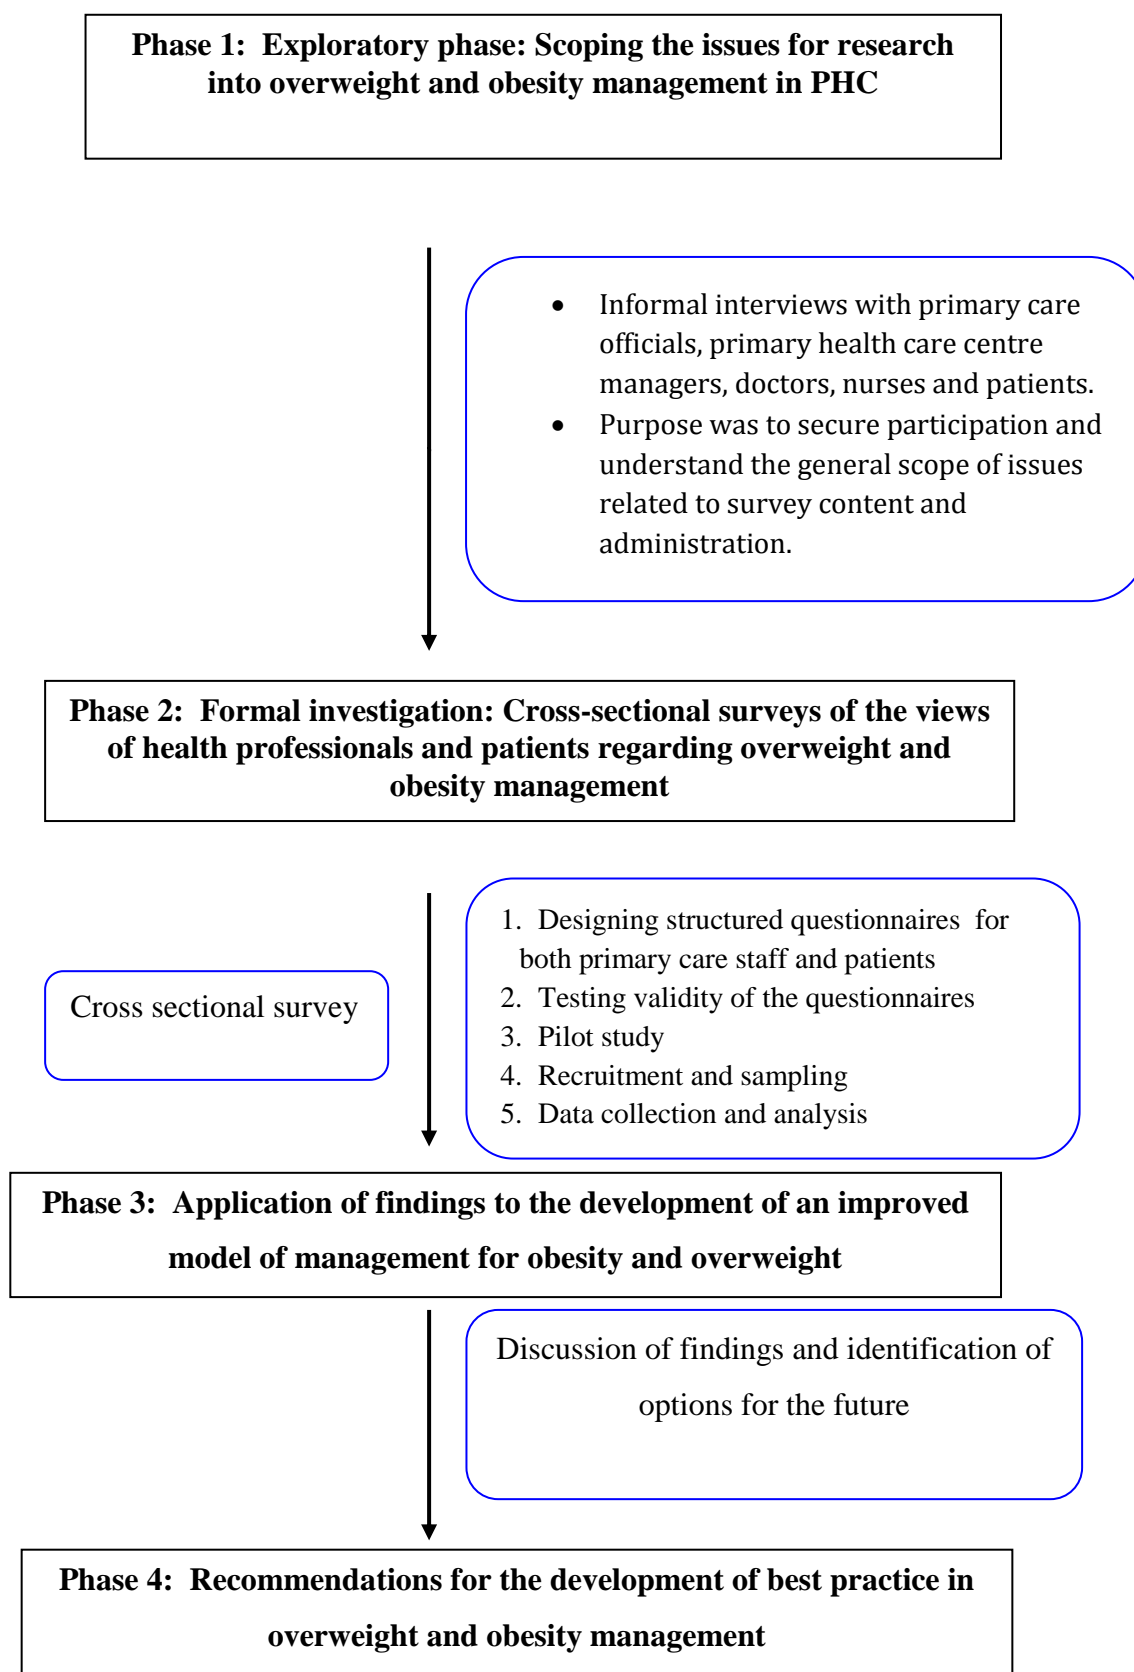 Phase 1:  Exploratory phase: Scoping the issues for research
into overweight and obesity management in PHC
• Informal interviews with primary care
officials, primary health care centre
managers, doctors, nurses and patients.
• Purpose was to secure participation and
understand the general scope of issues
related to survey content and
administration.
Phase 2:  Formal investigation: Cross-sectional surveys of the views
of health professionals and patients regarding overweight and
obesity management
Cross sectional survey
1.  Designing structured questionnaires  for
both primary care staff and patients
2.  Testing validity of the questionnaires
3.  Pilot study
4.  Recruitment and sampling
5.  Data collection and analysis
Phase 3:  Application of findings to the development of an improved
model of management for obesity and overweight
Discussion of findings and identification of
options for the future
Phase 4:  Recommendations for the development of best practice in
overweight and obesity management